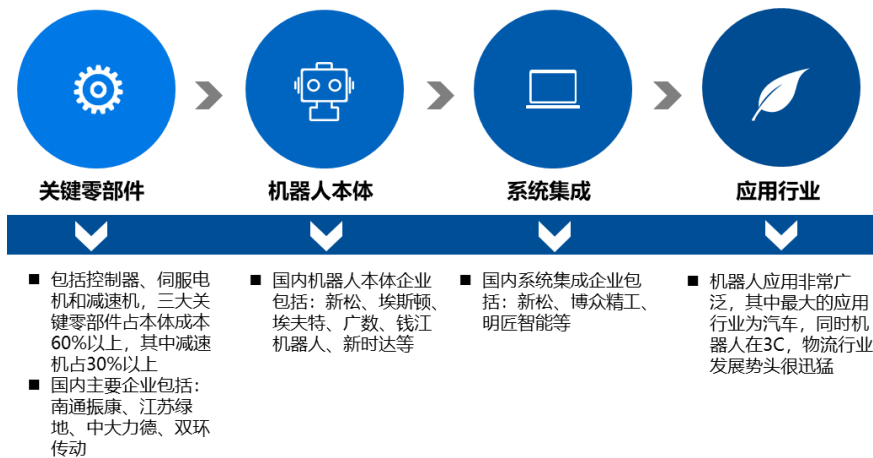 关键零部件
机器人本体
系统集成
应用行业
■ 包括控制器、伺服电
机和减速机，三大关
键零部件占本体成本
60%以上，其中减速
机占30%以上
■ 国内主要企业包括：
南通振康、江苏绿
地、中大力德、双环
传动
■ 国内机器人本体企业
包括：新松、埃斯顿、
埃夫特、广数、钱江
机器人、新时达等
■ 国内系统集成企业包
括：新松、博众精工、
明匠智能等
■ 机器人应用非常广
泛，其中最大的应用
行业为汽车，同时机
器人在3C，物流行业
发展势头很迅猛